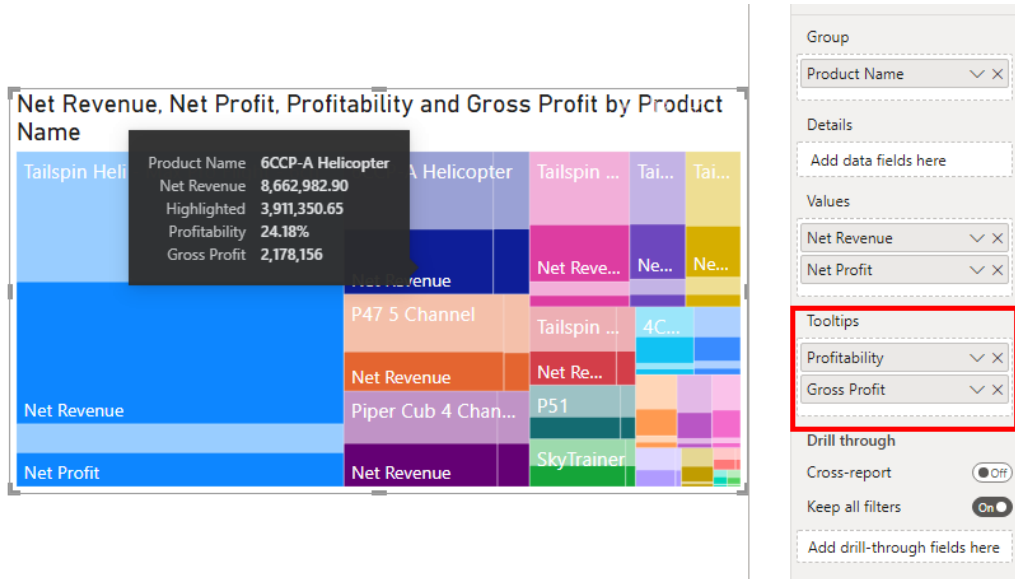 Net Revenue, Net Profit, Profitability and Gross Profit by Product
Name
Tailspin Heli
Product Name 6CCP-A Helicopter
Net Revenue 8,662,982.90
Highlighted 3,911,350.65
Profitability 24.18%
Gross Profit 2,178,156
A Helicopter
Tailspin ...
Tai...
Tai...
Net Revenue
Net Reve...
Ne...
Ne...
P47 5 Channel
Tailspin ...
4C...
Net Revenue
Net Re...
Net Revenue
Piper Cub 4 Chan...
P51
Net Profit
Net Revenue
SkyTrainer
Group
Product Name
Details
Add data fields here
Values
Net Revenue
Net Profit
Tooltips
Profitability
Gross Profit
Drill through
Cross-report
Off
Keep all filters
On
Add drill-through fields here